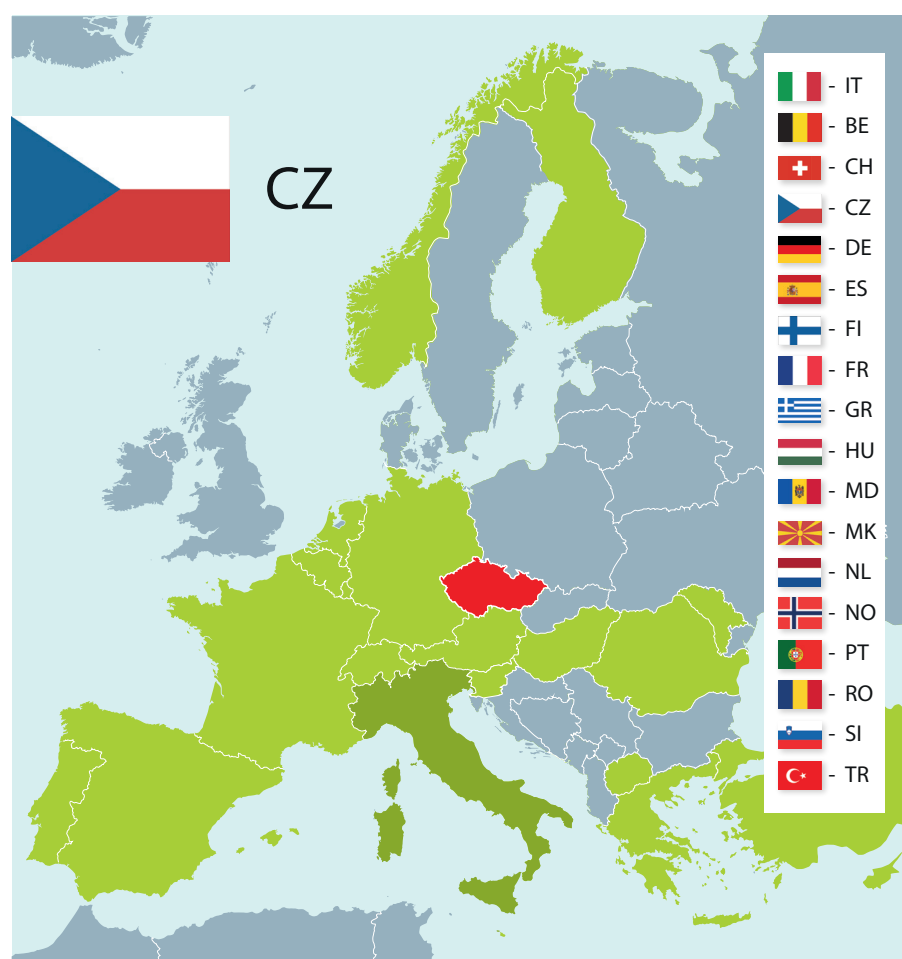 CZ
- IT
- BE
- CH
- CZ
- DE
- ES
- FI
- FR
- GR
- HU
- MD
- MK
- NL
- NO
- PT
- RO
- SI
- TR